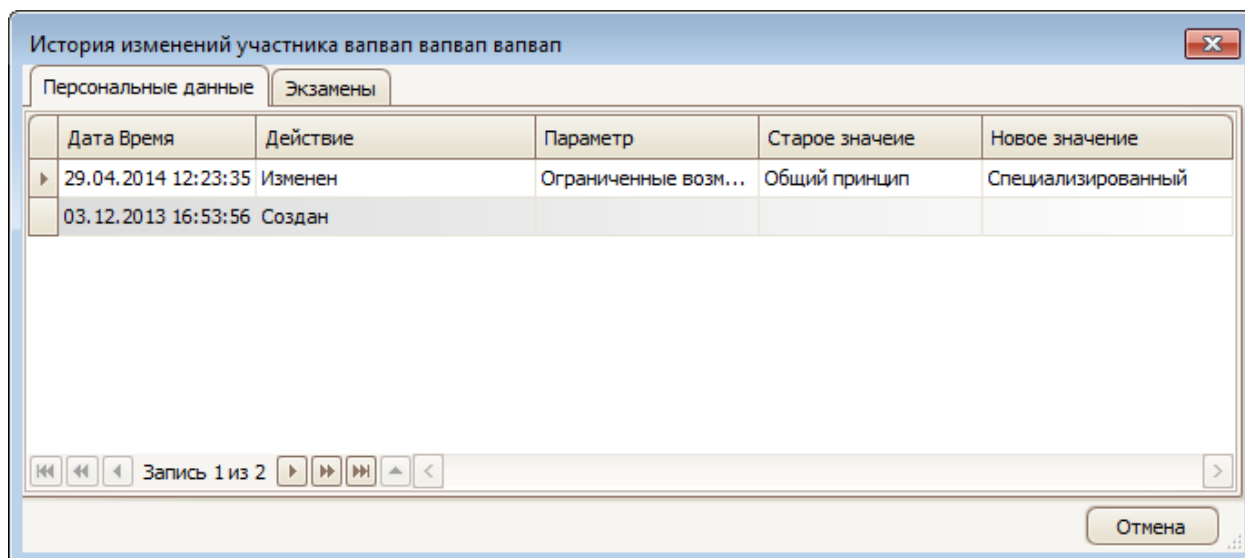 История изменений участника вапвап вапвап вапвап
Персональные данные Экзамены
Дата Время Действие Параметр Старое значеие Новое значение
29.04.2014 12:23:35 Изменен Ограниченные возм... Общий принцип Специализированный
03.12.2013 16:53:56 Создан
Запись 1 из 2
Отмена